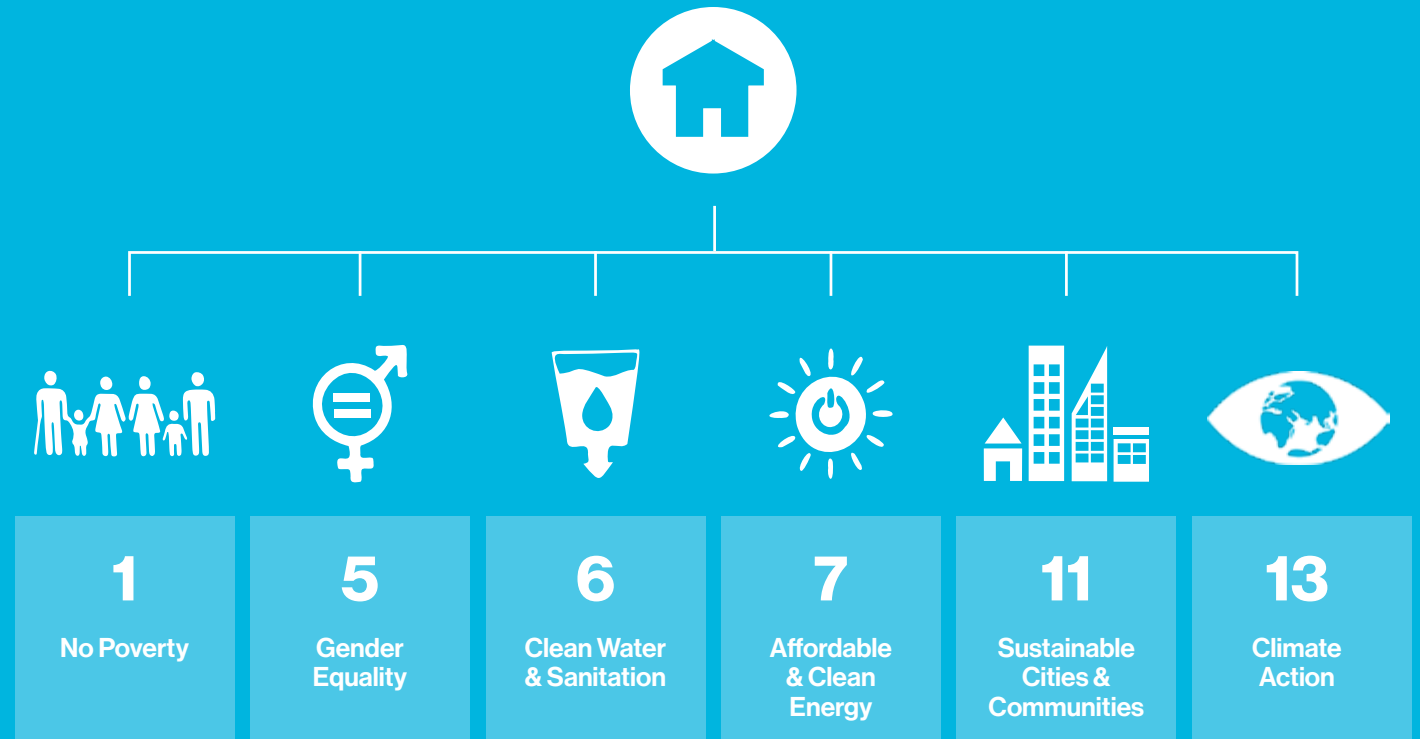 1
No Poverty
5
Gender
Equality
6
Clean Water
& Sanitation
7
Affordable
& Clean
Energy
11
Sustainable
Cities &
Communities
13
Climate
Action